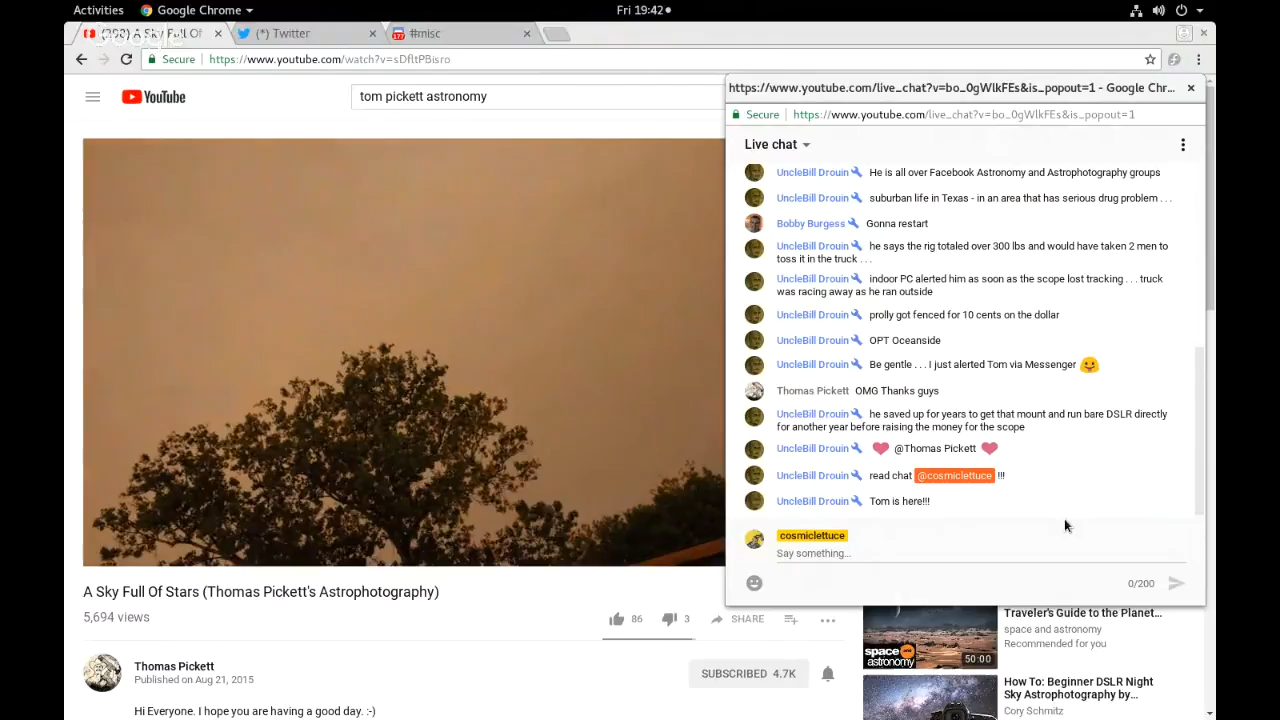 Activities Google Chrome Fri 19:42
(292) A Sky Full Of (*) Twitter 177 #misc
Google
Secure https://www.youtube.com/watch?v=sDfltPBisro
YouTube tom pickett astronomy
https://www.youtube.com/live_chat?v=bo_0gWlkFEs&is_popout=1 - Google Chr...
Secure https://www.youtube.com/live_chat?v=bo_0gWlkFEs&is_popout=1
Live chat
UncleBill Drouin He is all over Facebook Astronomy and Astrophotography groups
UncleBill Drouin suburban life in Texas - in an area that has serious drug problem . . .
Bobby Burgess Gonna restart
UncleBill Drouin he says the rig totaled over 300 lbs and would have taken 2 men to
toss it in the truck . . .
UncleBill Drouin indoor PC alerted him as soon as the scope lost tracking . . . truck
was racing away as he ran outside
UncleBill Drouin prolly got fenced for 10 cents on the dollar
UncleBill Drouin OPT Oceanside
UncleBill Drouin Be gentle . . . I just alerted Tom via Messenger
Thomas Pickett OMG Thanks guys
UncleBill Drouin he saved up for years to get that mount and run bare DSLR directly
for another year before raising the money for the scope
UncleBill Drouin @Thomas Pickett
UncleBill Drouin read chat @cosmiclettuce !!!
UncleBill Drouin Tom is here!!!
cosmiclettuce
Say something...
0/200
A Sky Full Of Stars (Thomas Pickett's Astrophotography)
5,694 views
86 3 SHARE
Thomas Pickett
Published on Aug 21, 2015
SUBSCRIBED 4.7K
Hi Everyone. I hope you are having a good day. :-)
Traveler's Guide to the Planet...
space and astronomy
Recommended for you
space and astronomy
50:00
How To: Beginner DSLR Night
Sky Astrophotography by...
Cory Schmitz